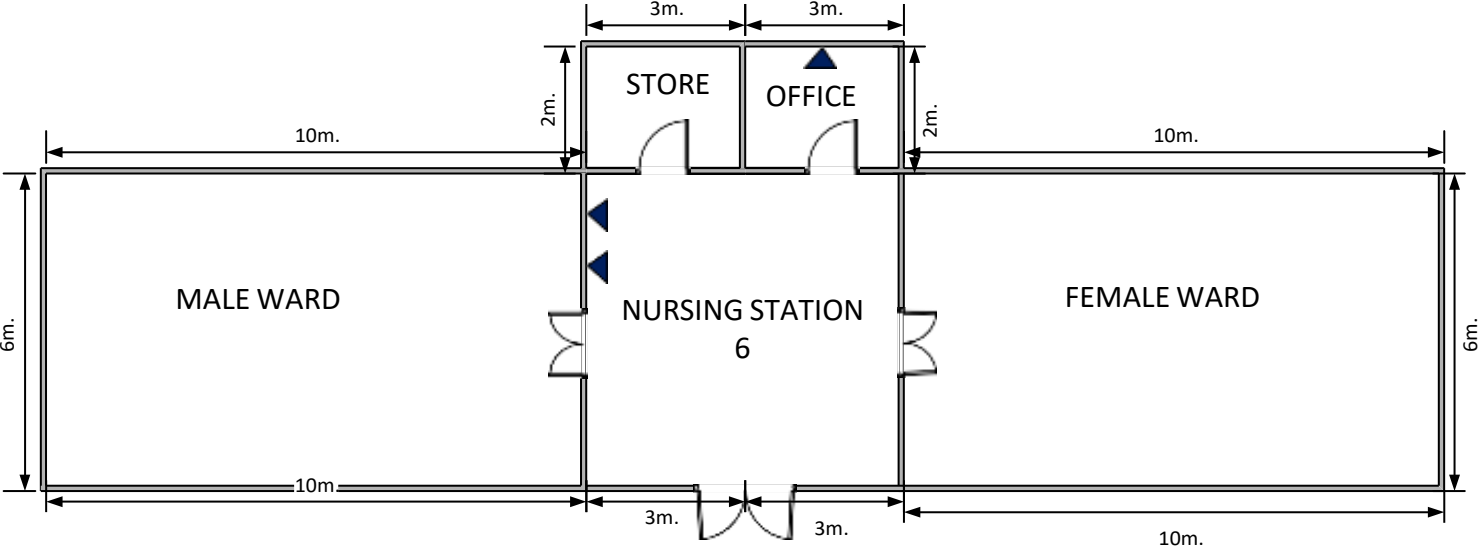 3m.
3m.
STORE
OFFICE
2m.
2m.
10m.
10m.
MALE WARD
NURSING STATION
6
FEMALE WARD
6m.
6m.
10m
3m.
3m.
10m.